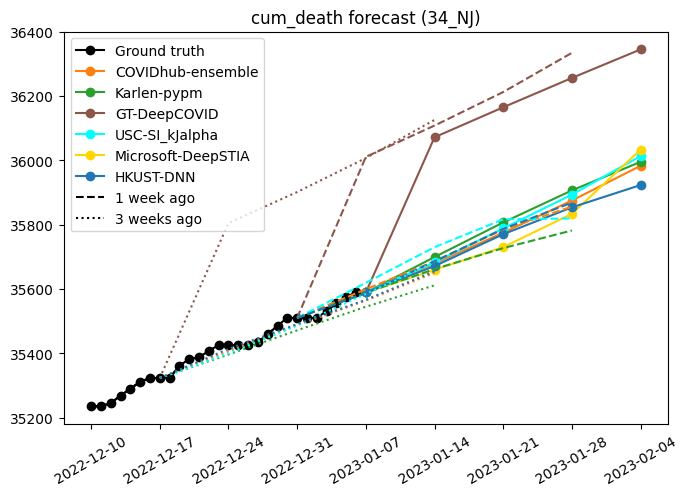 cum_death forecast (34_NJ)
36400
36200
36000
35800
35600
35400
35200
Ground truth
COVIDhub-ensemble
Karlen-pypm
GT-DeepCOVID
USC-SI_kJalpha
Microsoft-DeepSTIA
HKUST-DNN
1 week ago
3 weeks ago
2022-12-10
2022-12-17
2022-12-24
2022-12-31
2023-01-07
2023-01-14
2023-01-21
2023-01-28
2023-02-04